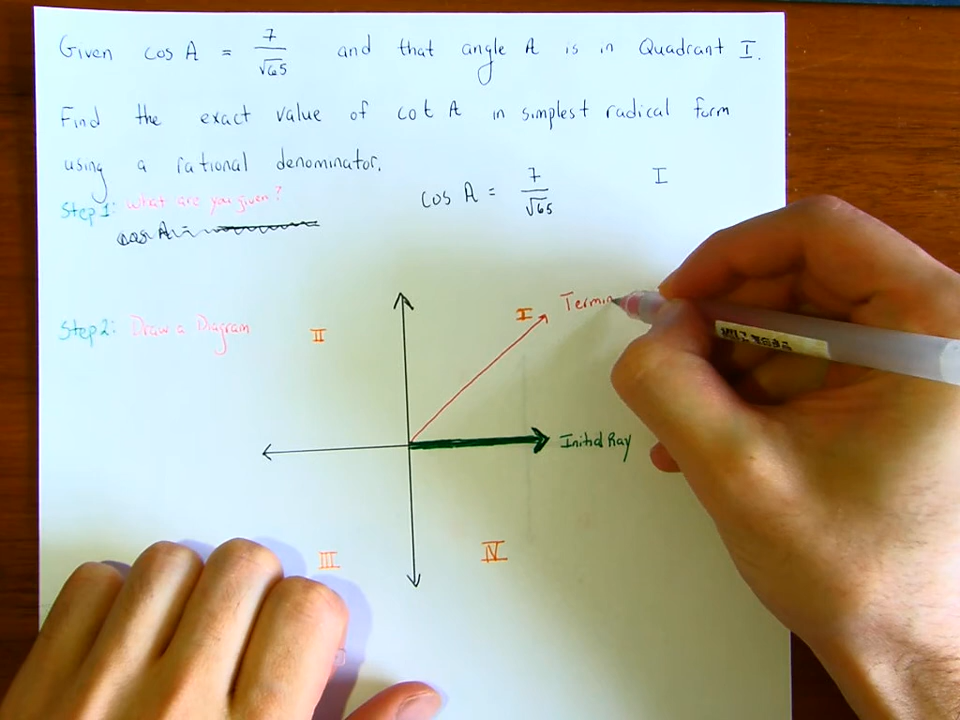 Given cos A = 7/√65 and that angle A is in Quadrant I.
Find the exact value of cot A in simplest radical form
using a rational denominator.
Step 1: What are you given? cos A = 7/√65 I
cos A =
Step 2: Draw a Diagram
II
I
Termin
Initial Ray
III
IV